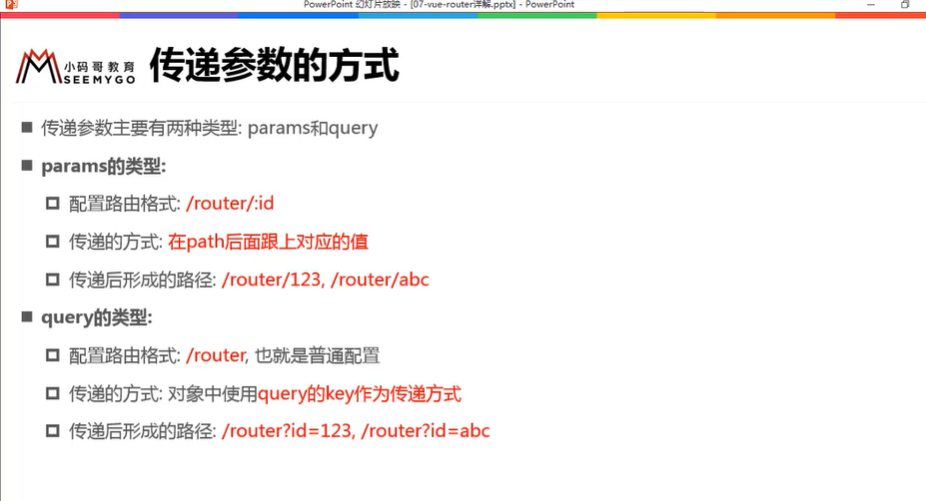 PowerPoint 幻灯片放映 - [07-vue-router详解.pptx] - PowerPoint
小码哥教育
SEEMYGO
传递参数的方式
传递参数主要有两种类型: params和query
params的类型:
配置路由格式: /router/:id
传递的方式: 在path后面跟上对应的值
传递后形成的路径: /router/123, /router/abc
query的类型:
配置路由格式: /router, 也就是普通配置
传递的方式: 对象中使用query的key作为传递方式
传递后形成的路径: /router?id=123, /router?id=abc